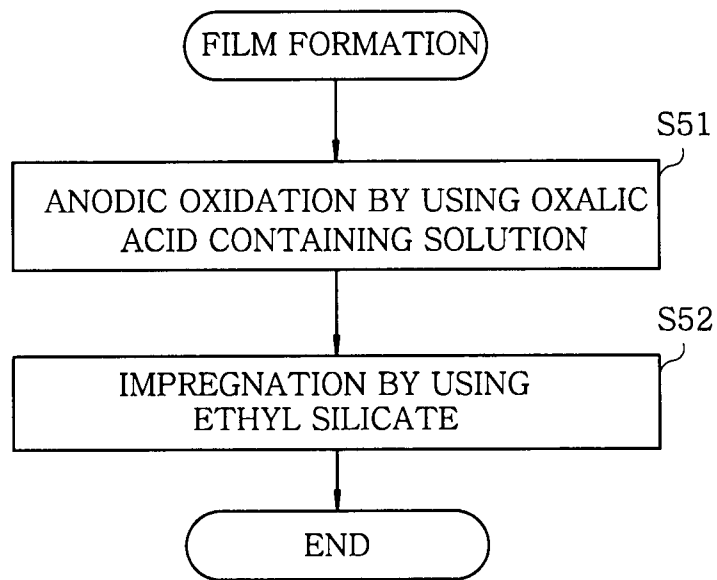 FILM FORMATION
S51
ANODIC OXIDATION BY USING OXALIC
ACID CONTAINING SOLUTION
S52
IMPREGNATION BY USING
ETHYL SILICATE
END